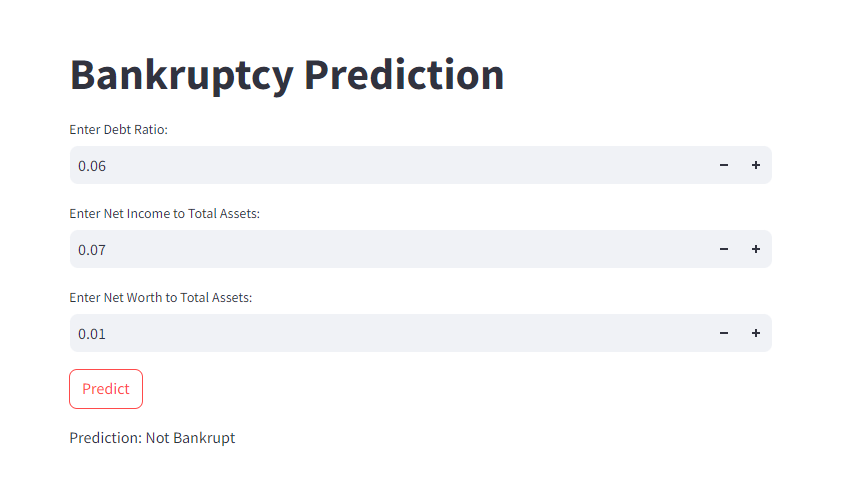 Bankruptcy Prediction
Enter Debt Ratio:
0.06
Enter Net Income to Total Assets:
0.07
Enter Net Worth to Total Assets:
0.01
Predict
Prediction: Not Bankrupt